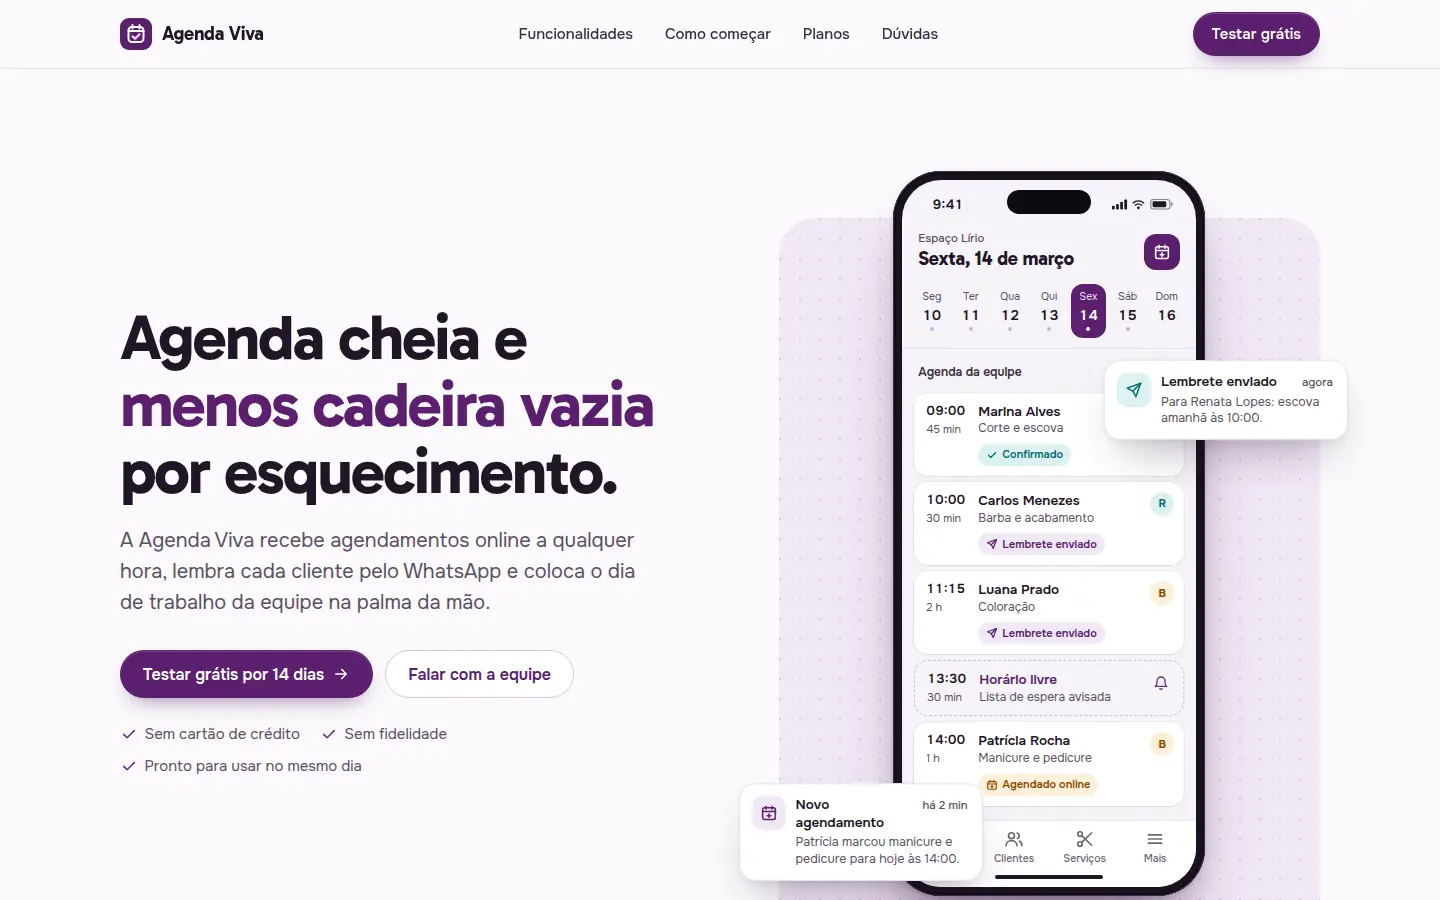 Agenda Viva
Funcionalidades
Como começar
Planos
Dúvidas
Testar grátis
Agenda cheia e
menos cadeira vazia
por esquecimento.
A Agenda Viva recebe agendamentos online a qualquer
hora, lembra cada cliente pelo WhatsApp e coloca o dia
de trabalho da equipe na palma da mão.
Testar grátis por 14 dias
Falar com a equipe
Sem cartão de crédito
Sem fidelidade
Pronto para usar no mesmo dia
9:41
Espaço Lírio
Sexta, 14 de março
Seg Ter Qua Qui Sex Sáb Dom
10 11 12 13 14 15 16
Agenda da equipe
Lembrete enviado agora
Para Renata Lopes: escova
amanhã às 10:00.
09:00 Marina Alves
45 min Corte e escova
Confirmado
10:00 Carlos Menezes R
30 min Barba e acabamento
Lembrete enviado
11:15 Luana Prado B
2 h Coloração
Lembrete enviado
13:30 Horário livre
30 min Lista de espera avisada
14:00 Patrícia Rocha B
1 h Manicure e pedicure
Agendado online
Novo há 2 min
agendamento
Patrícia marcou manicure e
pedicure para hoje às 14:00.
Clientes Serviços Mais